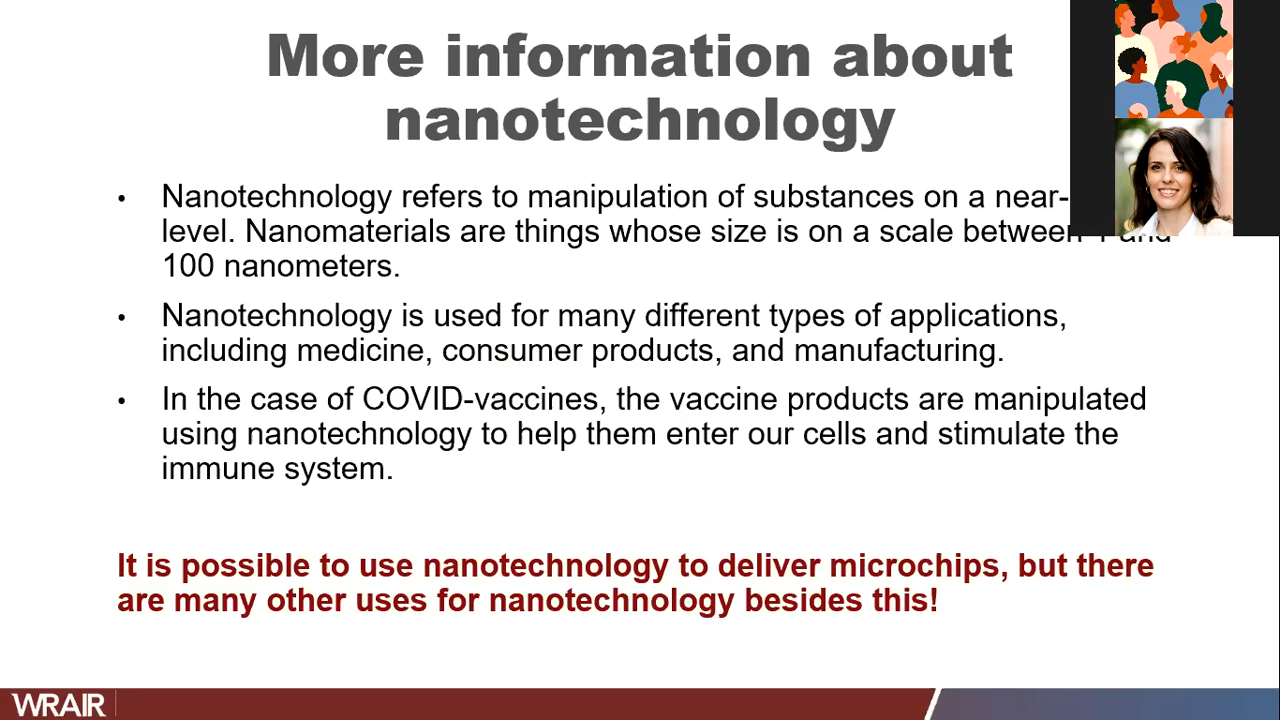 More information about
nanotechnology
• Nanotechnology refers to manipulation of substances on a near-
level. Nanomaterials are things whose size is on a scale between
100 nanometers.
• Nanotechnology is used for many different types of applications,
including medicine, consumer products, and manufacturing.
• In the case of COVID-vaccines, the vaccine products are manipulated
using nanotechnology to help them enter our cells and stimulate the
immune system.
It is possible to use nanotechnology to deliver microchips, but there
are many other uses for nanotechnology besides this!
WRAIR